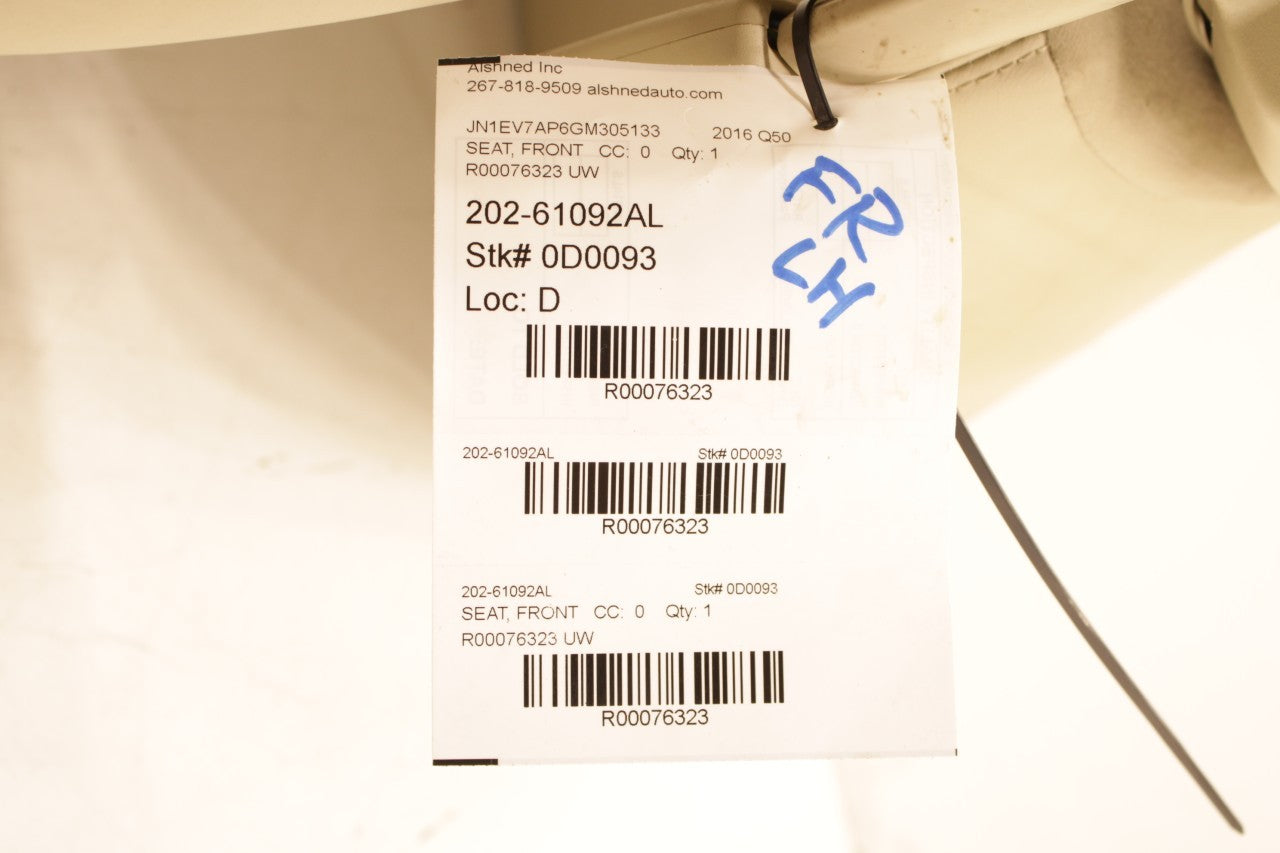 Alshned Inc
267-818-9509 alshnedauto.com
JN1EV7AP6GM305133 2016 Q50
SEAT, FRONT CC: 0 Qty: 1
R00076323 UW
202-61092AL
Stk# 0D0093
Loc: D
FR
LH
R00076323
202-61092AL Stk# 0D0093
R00076323
202-61092AL Stk# 0D0093
SEAT, FRONT CC: 0 Qty: 1
R00076323 UW
R00076323